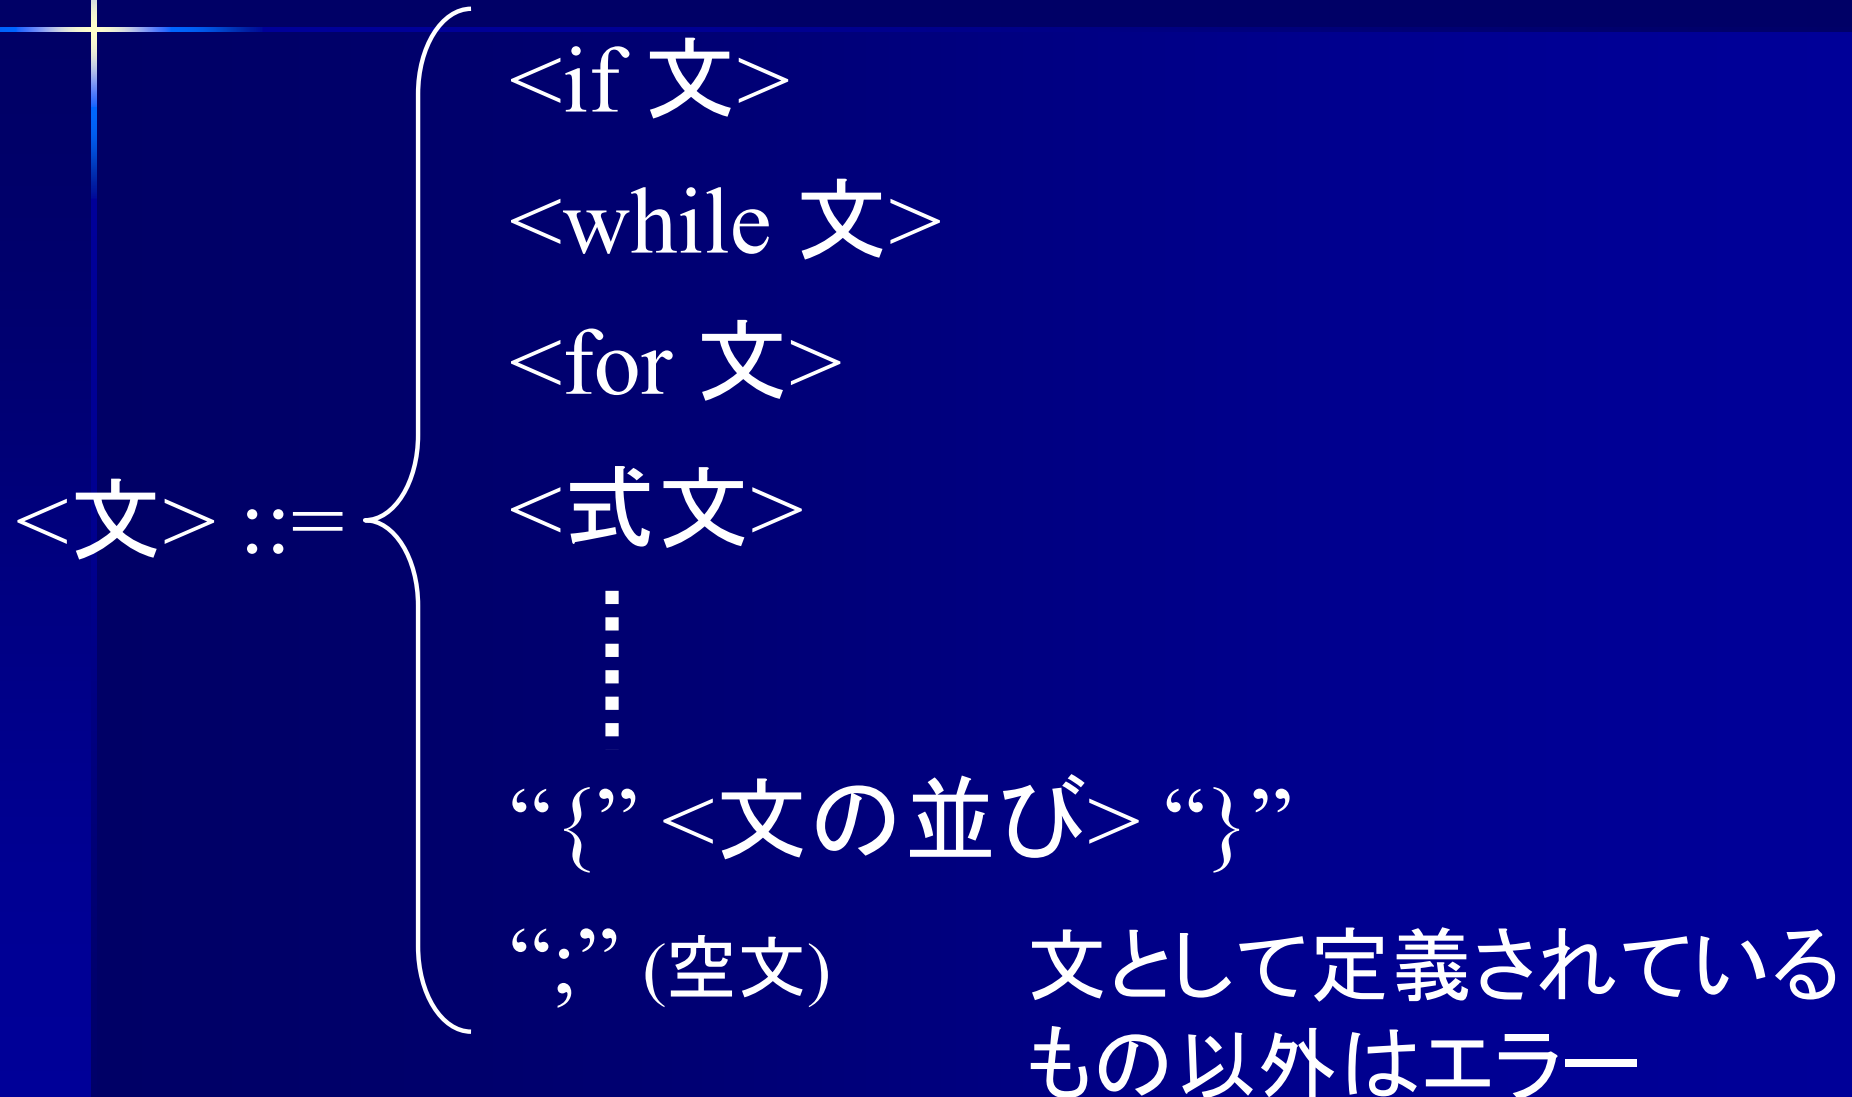 <if 文>
<while 文>
<for 文>
<文> ::=
<式文>
“{” <文の並び> “}”
“;” (空文)
文として定義されている
もの以外はエラー